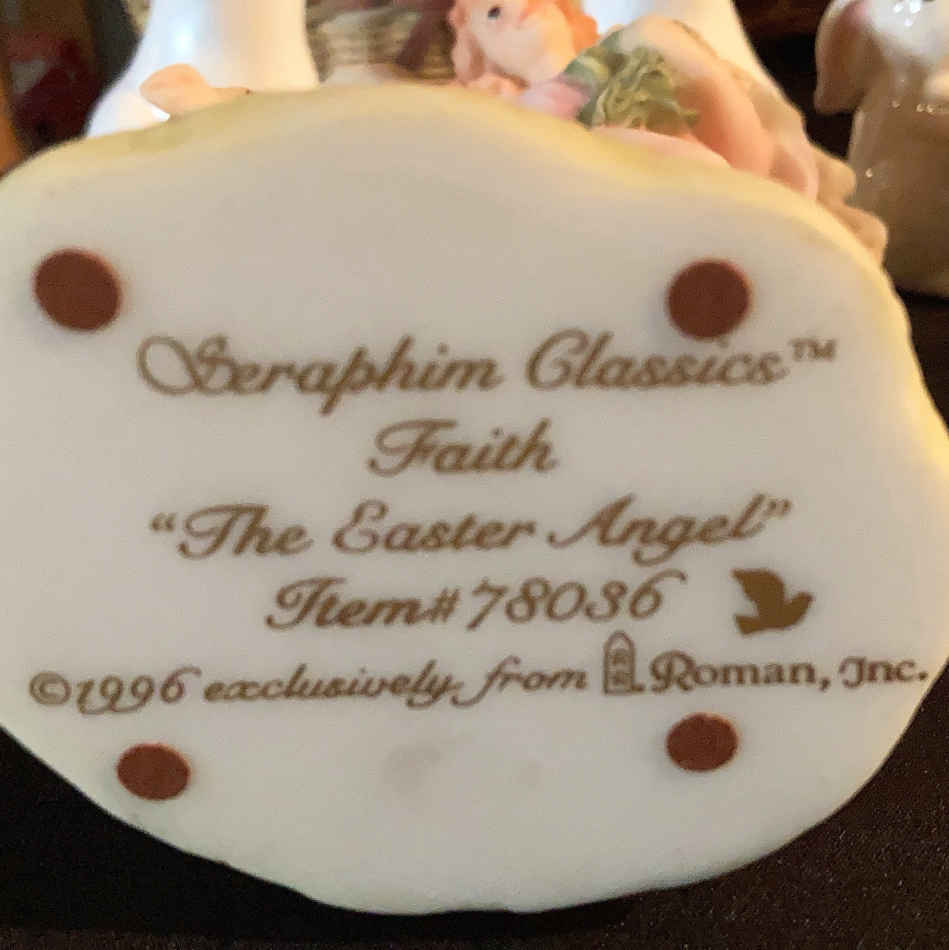 Seraphim Classics™
Faith
“The Easter Angel”
Item#78036
©1996 exclusively from Roman, Inc.